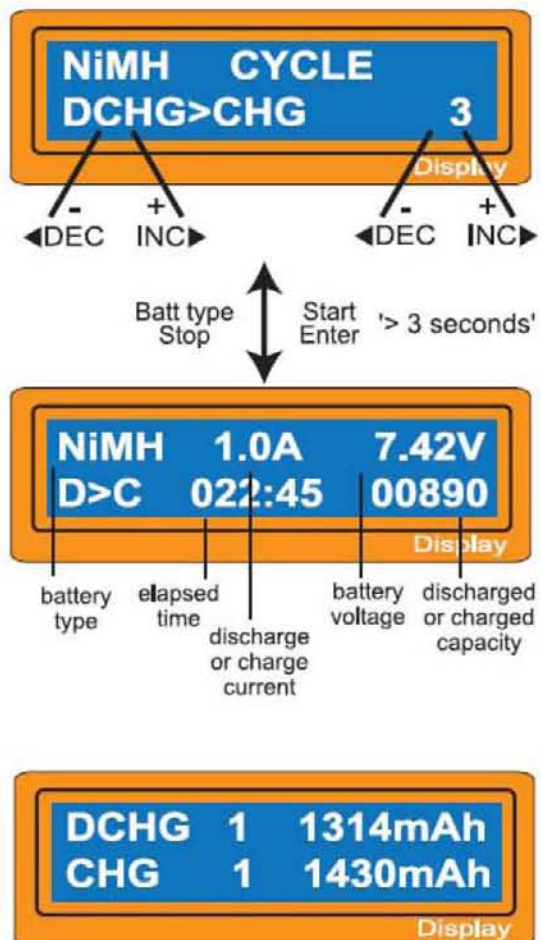 NiMH CYCLE
DCHG>CHG 3
Display
- + - +
◀DEC INC▶ ◀DEC INC▶
Batt type Start '> 3 seconds'
Stop Enter
NiMH 1.0A 7.42V
D>C 022:45 00890
Display
battery type
elapsed time
discharge or charge current
battery voltage
discharged or charged capacity
DCHG 1 1314mAh
CHG 1 1430mAh
Display